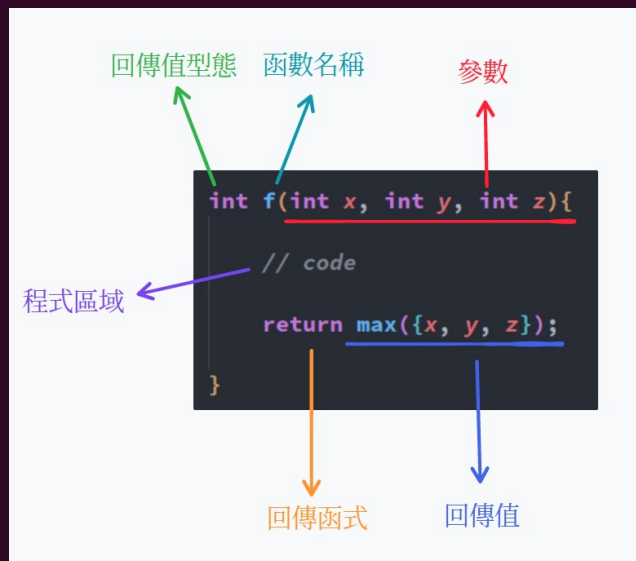 回傳值型態 函數名稱 參數
int f(int x, int y, int z){
// code
程式區域
return max({x, y, z});
}
回傳函式 回傳值